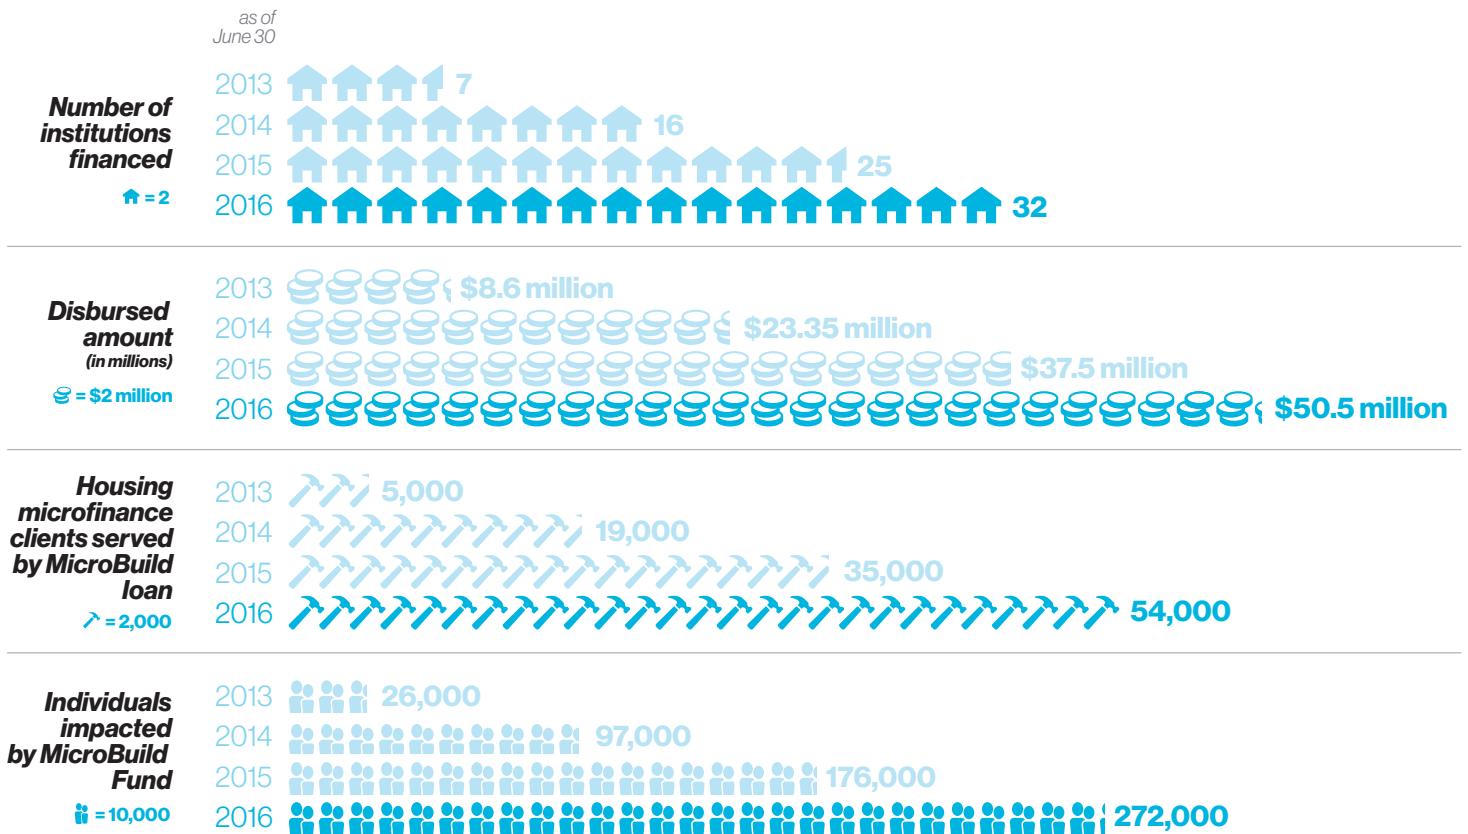 as of
June 30
Number of
institutions
financed
= 2
2013 7
2014 16
2015 25
2016 32
Disbursed
amount
(in millions)
= $2 million
2013 $8.6 million
2014 $23.35 million
2015 $37.5 million
2016 $50.5 million
Housing
microfinance
clients served
by MicroBuild
loan
= 2,000
2013 5,000
2014 19,000
2015 35,000
2016 54,000
Individuals
impacted
by MicroBuild
Fund
= 10,000
2013 26,000
2014 97,000
2015 176,000
2016 272,000